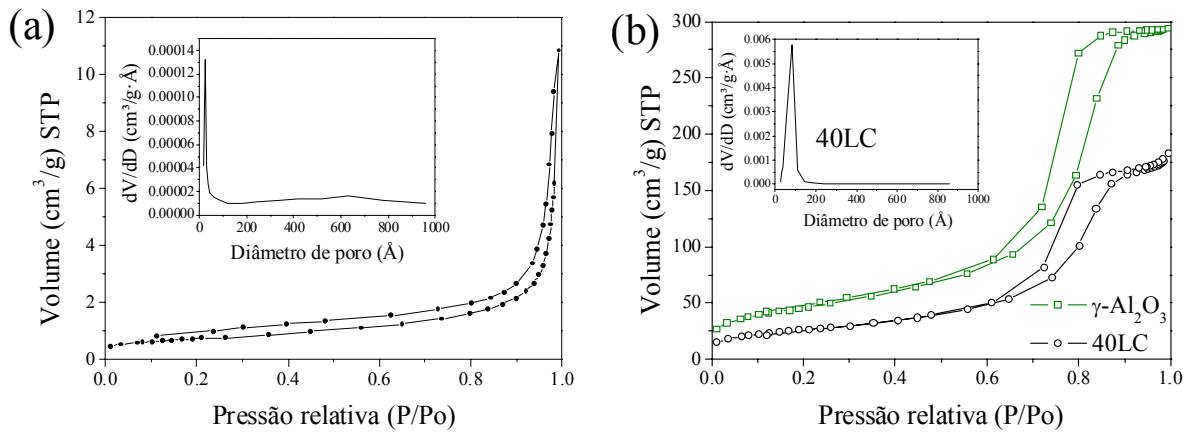 (a)
12
10
8
6
4
2
0
Volume (cm³/g) STP
0.0 0.2 0.4 0.6 0.8 1.0
Pressão relativa (P/Po)
0.00014
0.00012
0.00010
0.00008
0.00006
0.00004
0.00002
0.00000
dV/dD (cm³/g·Å)
0 200 400 600 800 1000
Diâmetro de poro (Å)
(b)
300
250
200
150
100
50
0
Volume (cm³/g) STP
0.0 0.2 0.4 0.6 0.8 1.0
Pressão relativa (P/Po)
0.006
0.005
0.004
0.003
0.002
0.001
0.000
dV/dD (cm³/g·Å)
40LC
0 200 400 600 800 1000
Diâmetro de poro (Å)
γ-Al₂O₃
40LC